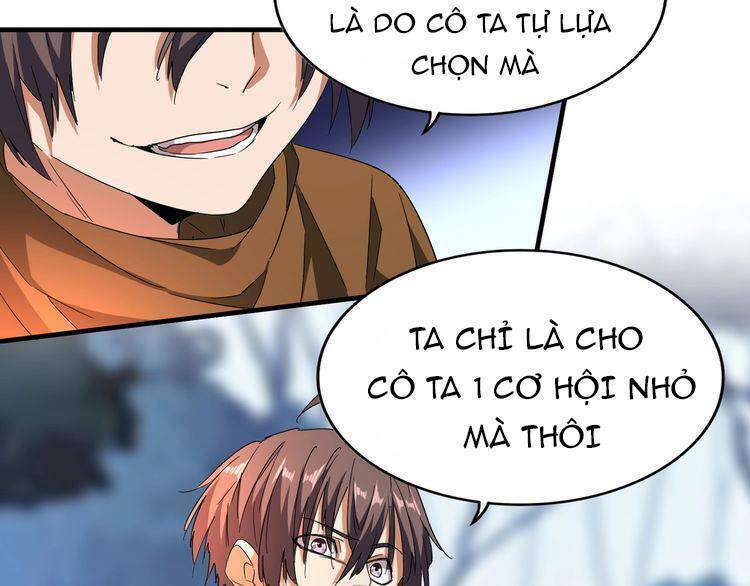 LÀ DO CÔ TA TỰ LỰA
CHỌN MÀ
TA CHỈ LÀ CHO
CÔ TA 1 CƠ HỘI NHỎ
MÀ THÔI